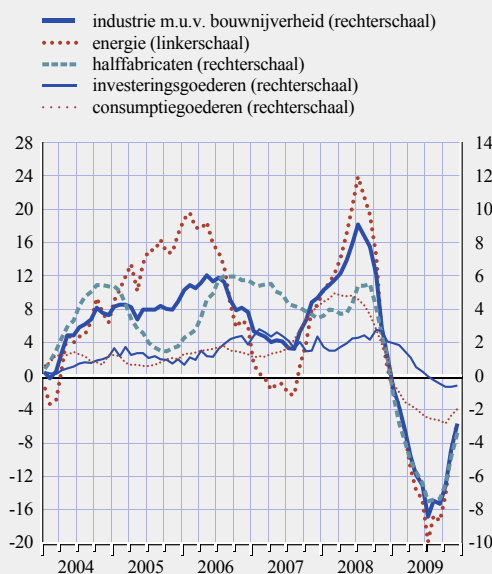 industrie m.u.v. bouwnijverheid (rechterschaal)
energie (linkerschaal)
halffabricaten (rechterschaal)
investeringsgoederen (rechterschaal)
consumptiegoederen (rechterschaal)
28 14
24 12
20 10
16 8
12 6
8 4
4 2
0 0
-4 -2
-8 -4
-12 -6
-16 -8
-20 -10
2004 2005 2006 2007 2008 2009